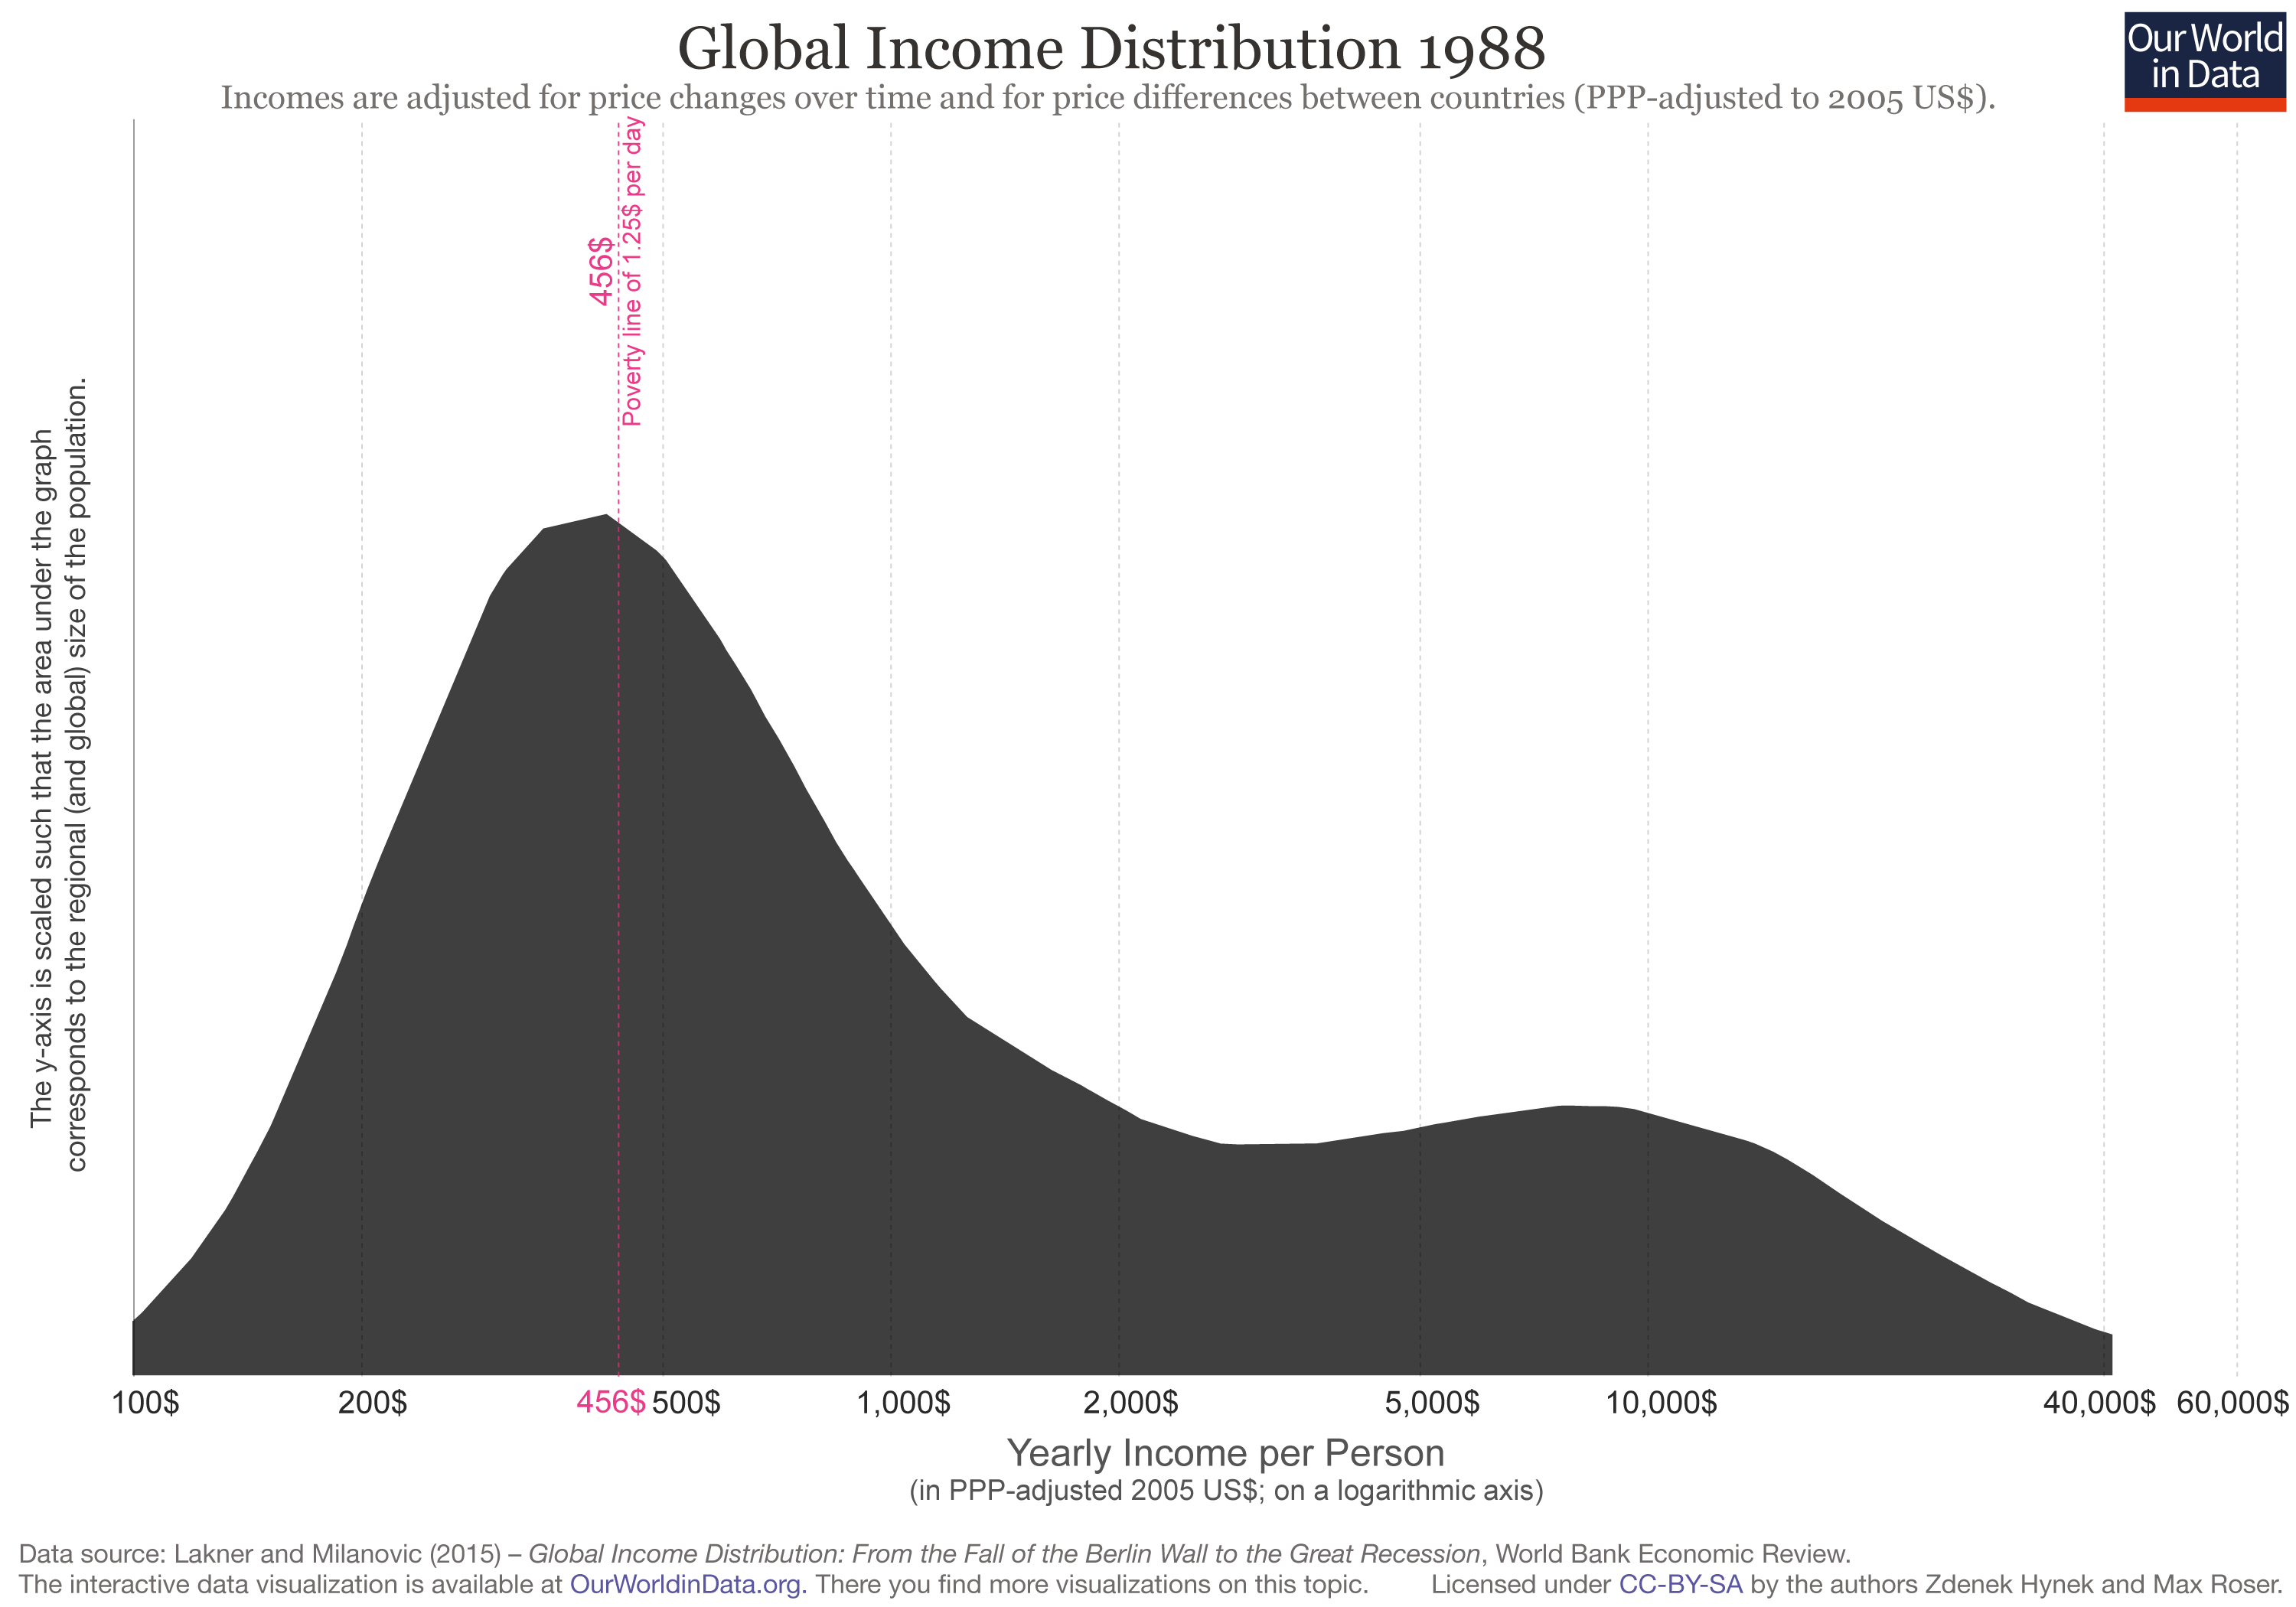 Global Income Distribution 1988
Incomes are adjusted for price changes over time and for price differences between countries (PPP-adjusted to 2005 US$).
Our World
in Data
456$
Poverty line of 1.25$ per day
The y-axis is scaled such that the area under the graph
corresponds to the regional (and global) size of the population.
100$ 200$ 456$ 500$ 1,000$ 2,000$ 5,000$ 10,000$ 40,000$ 60,000$
Yearly Income per Person
(in PPP-adjusted 2005 US$; on a logarithmic axis)
Data source: Lakner and Milanovic (2015) – Global Income Distribution: From the Fall of the Berlin Wall to the Great Recession, World Bank Economic Review.
The interactive data visualization is available at OurWorldinData.org. There you find more visualizations on this topic. Licensed under CC-BY-SA by the authors Zdenek Hynek and Max Roser.